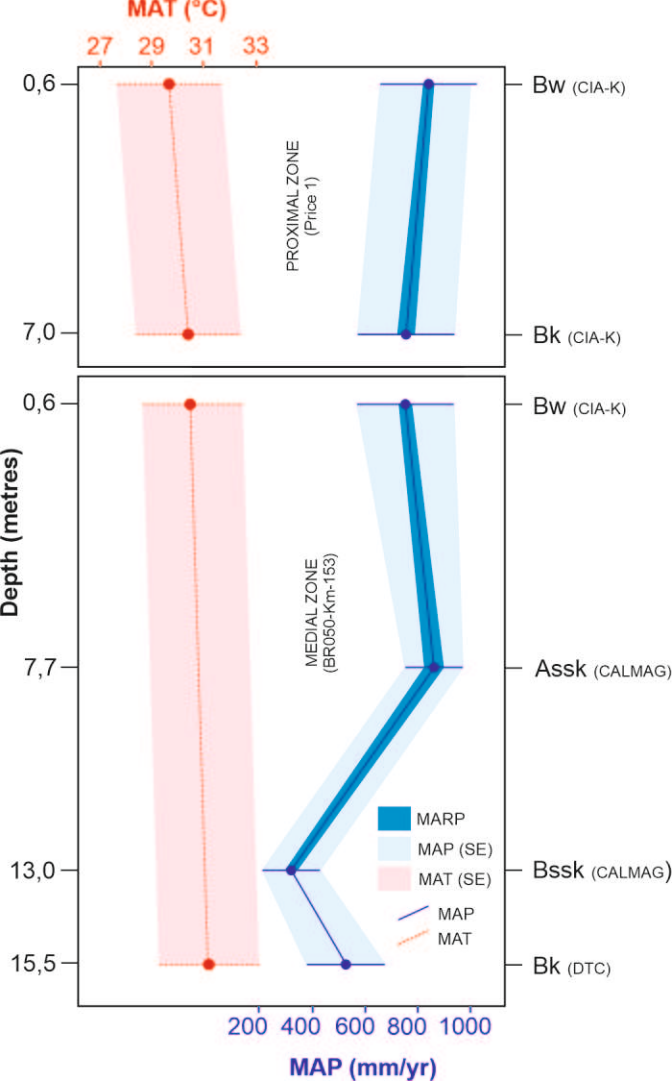 MAT (°C)
27 29 31 33
0,6
Bw (CIA-K)
PROXIMAL ZONE
(Price 1)
7,0
Bk (CIA-K)
0,6
Bw (CIA-K)
Depth (metres)
MEDIAL ZONE
(BR050-Km-153)
7,7
Assk (CALMAG)
MARP
MAP (SE)
MAT (SE)
MAP
MAT
13,0
Bssk (CALMAG)
15,5
Bk (DTC)
200 400 600 800 1000
MAP (mm/yr)